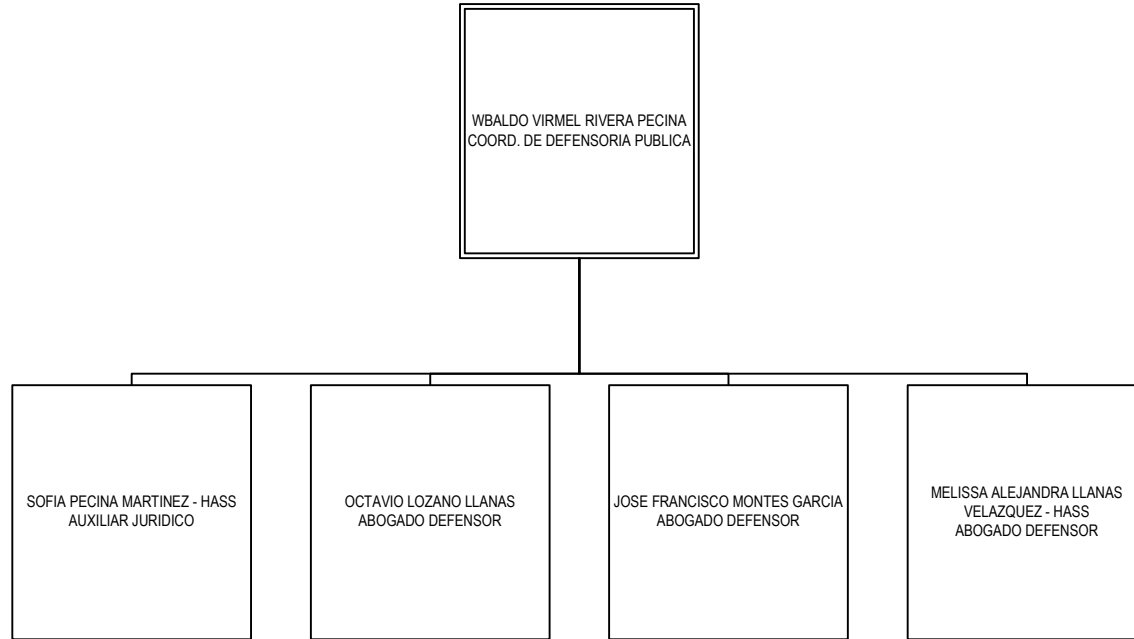 WBALDO VIRMEL RIVERA PECINA
COORD. DE DEFENSORIA PUBLICA
SOFIA PECINA MARTINEZ - HASS
AUXILIAR JURIDICO
OCTAVIO LOZANO LLANAS
ABOGADO DEFENSOR
JOSE FRANCISCO MONTES GARCIA
ABOGADO DEFENSOR
MELISSA ALEJANDRA LLANAS
VELAZQUEZ - HASS
ABOGADO DEFENSOR